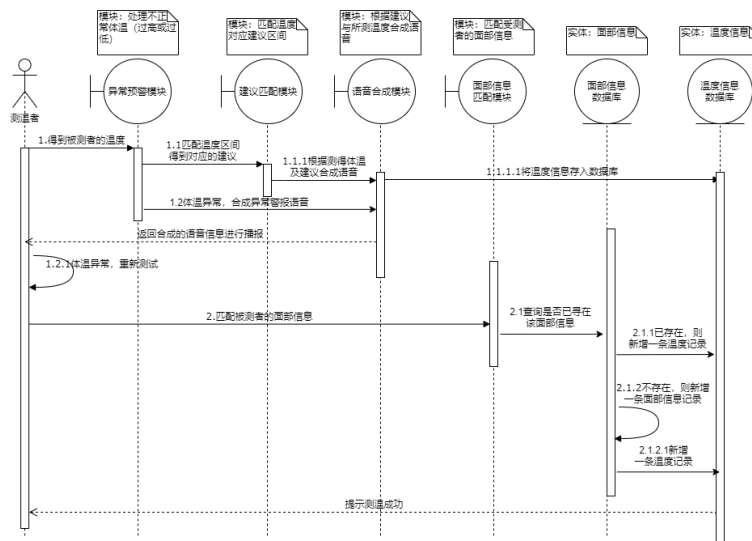 模块：处理不正
常体温（过高或过
低）
模块：匹配温度
对应建议区间
模块：根据建议
与所测温度合成语
音
模块：匹配受测
者的面部信息
实体：面部信息
实体：温度信息
测温者
异常预警模块
建议匹配模块
语音合成模块
面部信息
匹配模块
面部信息
数据库
温度信息
数据库
1.得到被测者的温度
1.1匹配温度区间
得到对应的建议
1.1.1根据测得体温
及建议合成语音
1.1.1.1将温度信息存入数据库
1.2体温异常，合成异常警报语音
返回合成的语音信息进行播报
1.2.1体温异常，重新测试
2.匹配被测者的面部信息
2.1查询是否已寻在
该面部信息
2.1.1已存在，则
新增一条温度记录
2.1.2不存在，则新增
一条面部信息记录
2.1.2.1新增
一条温度记录
提示测温成功